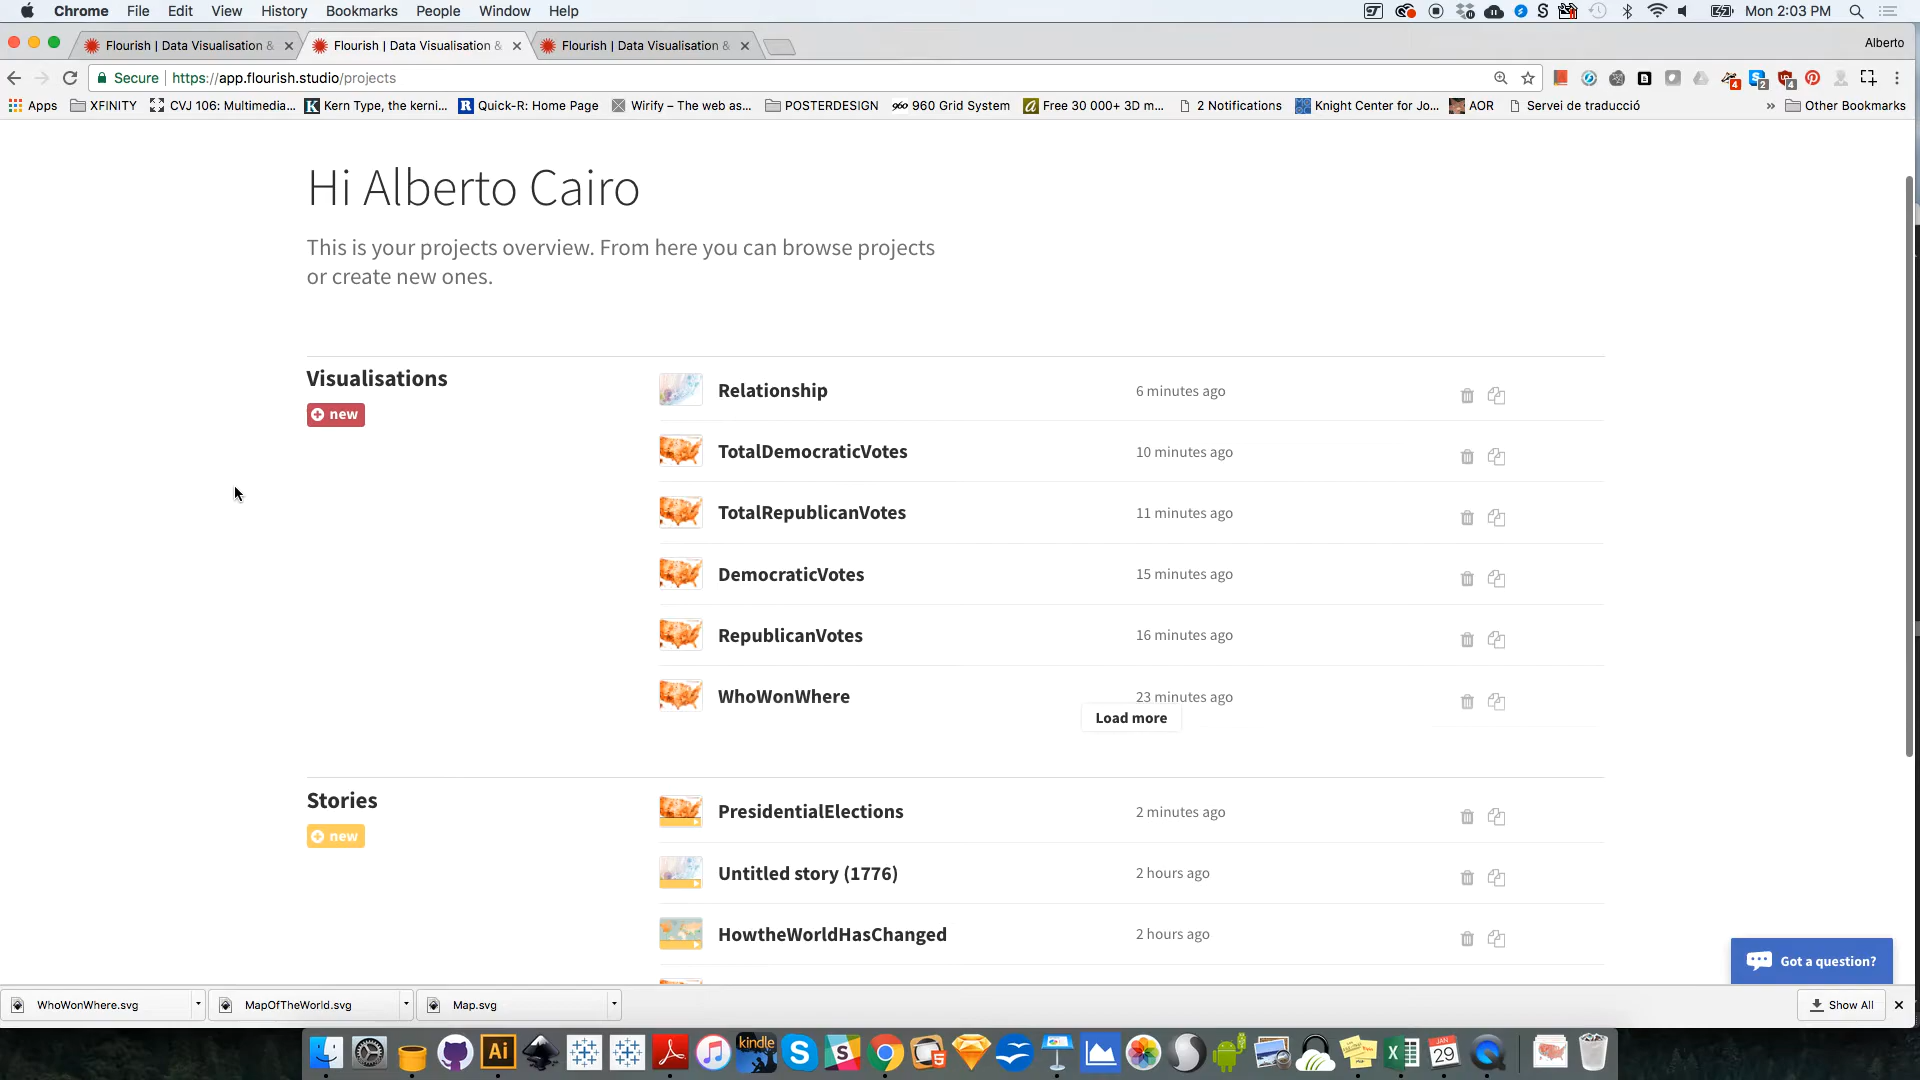 Chrome File Edit View History Bookmarks People Window Help Mon 2:03 PM
Flourish | Data Visualisation & Flourish | Data Visualisation & Flourish | Data Visualisation & Alberto
Secure https://app.flourish.studio/projects
Apps XFINITY CVJ 106: Multimedia... Kern Type, the kerni... Quick-R: Home Page Wirify – The web as... POSTERDESIGN 960 Grid System Free 30 000+ 3D m... 2 Notifications Knight Center for Jo... AOR Servei de traducció » Other Bookmarks
Hi Alberto Cairo
This is your projects overview. From here you can browse projects
or create new ones.
Visualisations
new
Relationship 6 minutes ago
TotalDemocraticVotes 10 minutes ago
TotalRepublicanVotes 11 minutes ago
DemocraticVotes 15 minutes ago
RepublicanVotes 16 minutes ago
WhoWonWhere 23 minutes ago
Load more
Stories
new
PresidentialElections 2 minutes ago
Untitled story (1776) 2 hours ago
HowtheWorldHasChanged 2 hours ago
Got a question?
WhoWonWhere.svg MapOfTheWorld.svg Map.svg Show All
Ai kindle JAN 29